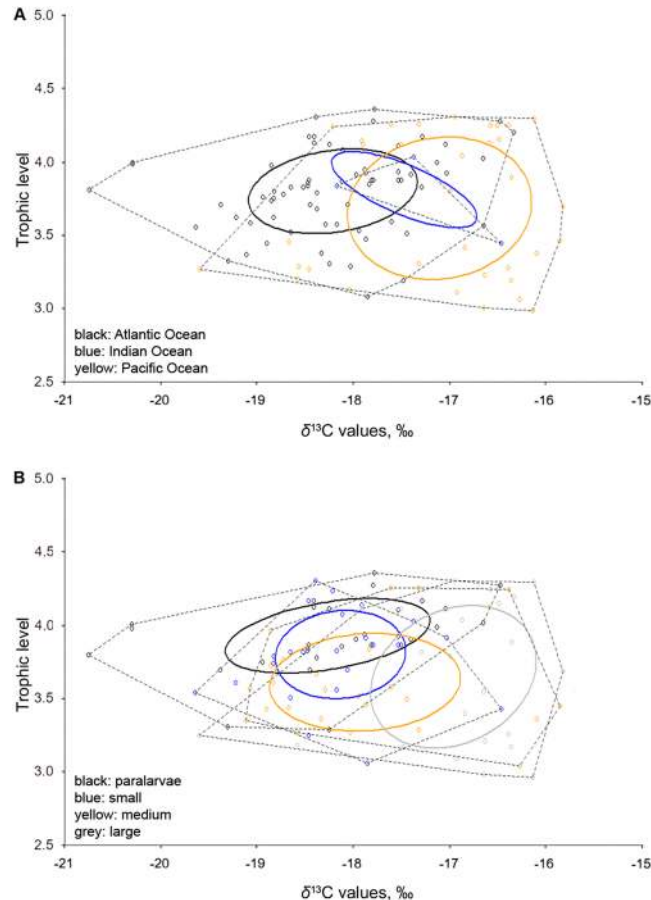 A
5.0
4.5
4.0
3.5
3.0
2.5
Trophic level
black: Atlantic Ocean
blue: Indian Ocean
yellow: Pacific Ocean
-21 -20 -19 -18 -17 -16 -15
δ¹³C values, ‰
B
5.0
4.5
4.0
3.5
3.0
2.5
Trophic level
black: paralarvae
blue: small
yellow: medium
grey: large
-21 -20 -19 -18 -17 -16 -15
δ¹³C values, ‰